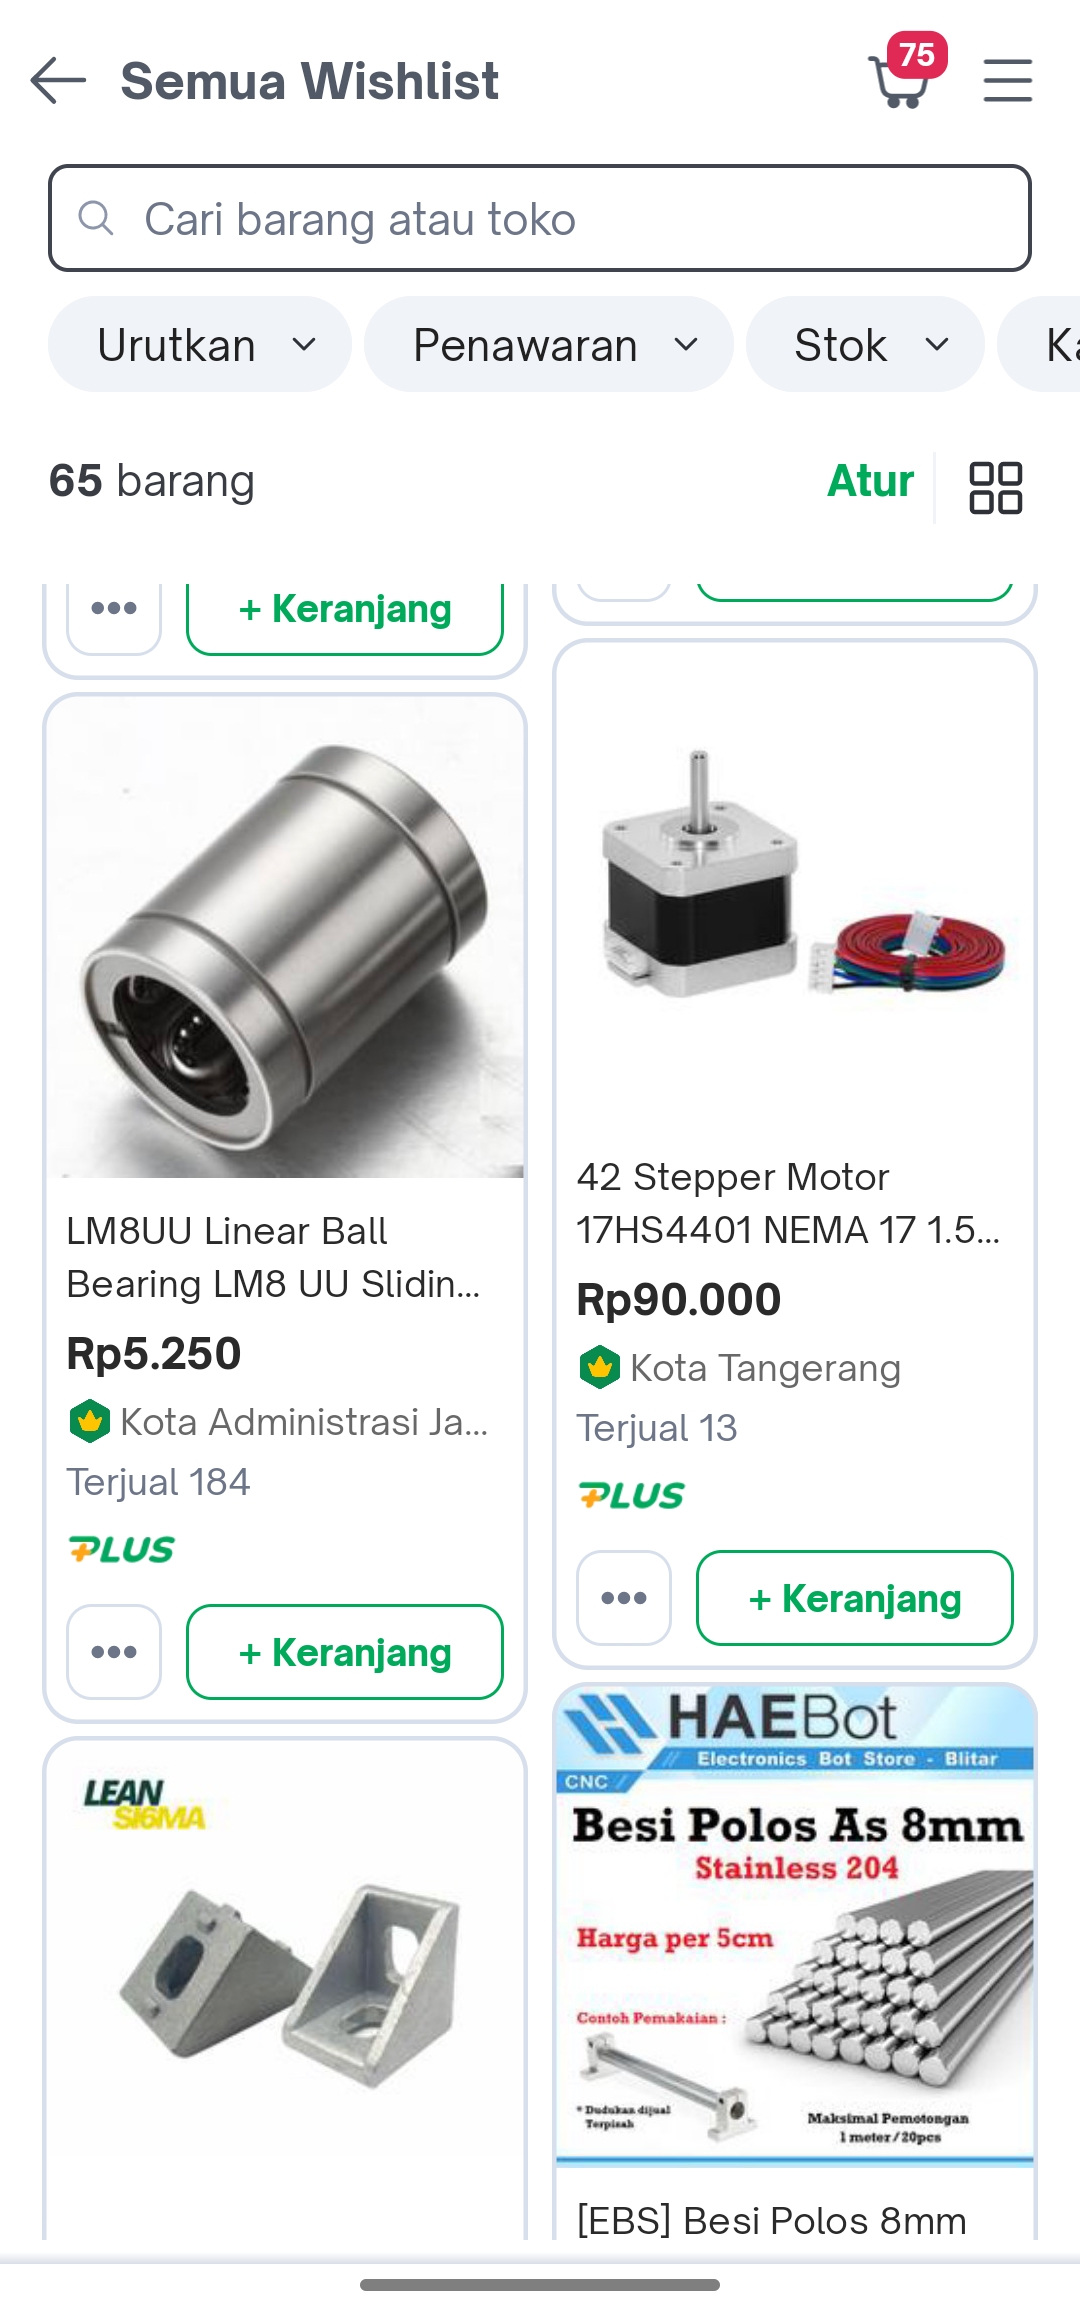 Semua Wishlist
75
Cari barang atau toko
Urutkan
Penawaran
Stok
65 barang
Atur
+ Keranjang
LM8UU Linear Ball
Bearing LM8 UU Slidin...
Rp5.250
Kota Administrasi Ja...
Terjual 184
PLUS
+ Keranjang
LEAN
SIGMA
42 Stepper Motor
17HS4401 NEMA 17 1.5...
Rp90.000
Kota Tangerang
Terjual 13
PLUS
+ Keranjang
HAEBot
Electronics Bot Store - Blitar
CNC
Besi Polos As 8mm
Stainless 204
Harga per 5cm
Contoh Pemakaian :
* Dudukan dijual
Terpisah
Maksimal Pemotongan
1 meter/20pcs
[EBS] Besi Polos 8mm